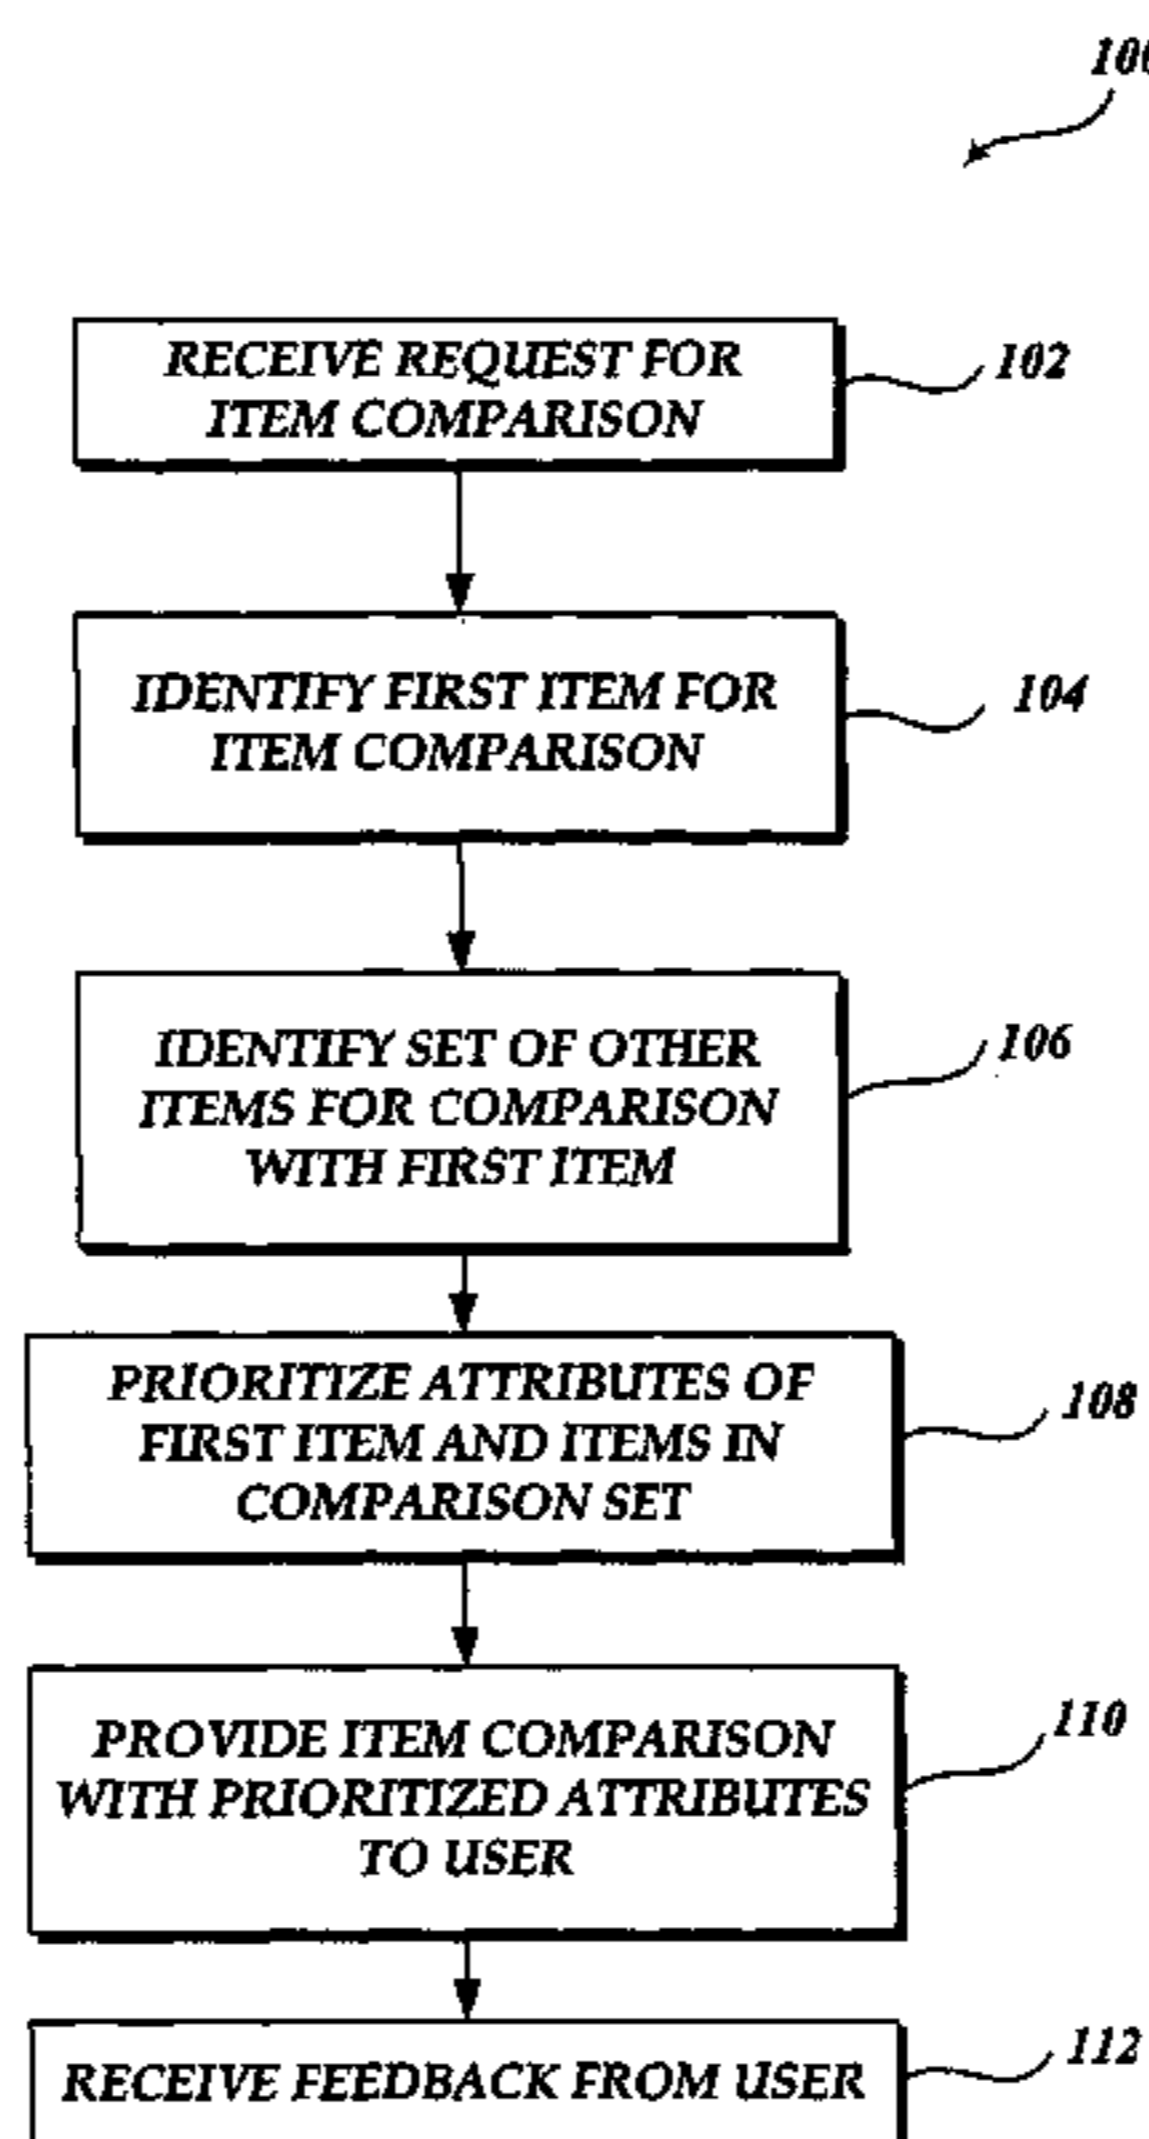 100
RECEIVE REQUEST FOR
ITEM COMPARISON
102
IDENTIFY FIRST ITEM FOR
ITEM COMPARISON
104
IDENTIFY SET OF OTHER
ITEMS FOR COMPARISON
WITH FIRST ITEM
106
PRIORITIZE ATTRIBUTES OF
FIRST ITEM AND ITEMS IN
COMPARISON SET
108
PROVIDE ITEM COMPARISON
WITH PRIORITIZED ATTRIBUTES
TO USER
110
RECEIVE FEEDBACK FROM USER
112